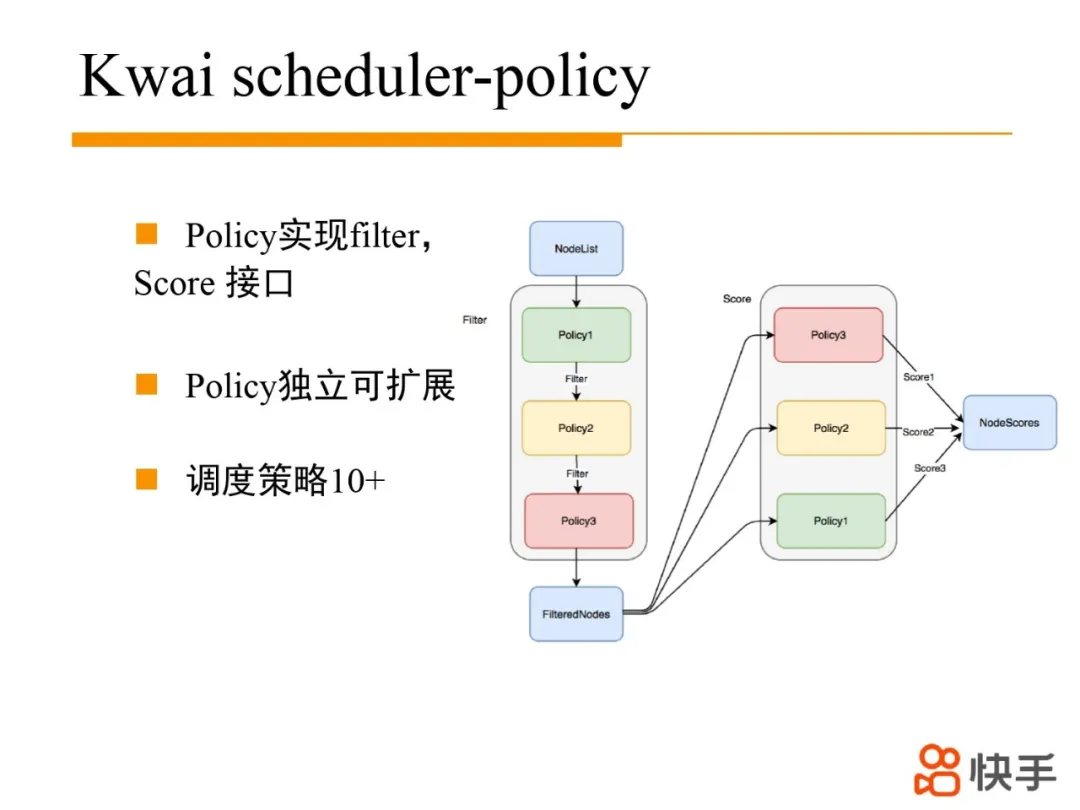 Kwai scheduler-policy
Policy实现filter，
Score 接口
Policy独立可扩展
调度策略10+
NodeList
Filter
Policy1
Filter
Policy2
Filter
Policy3
FilteredNodes
Score
Policy3
Score1
Policy2
Score2
NodeScores
Score3
Policy1
快手